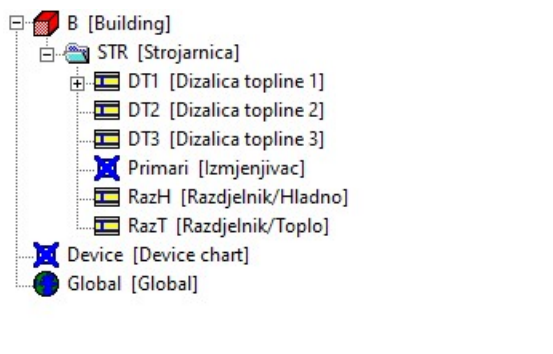 B [Building]
STR [Strojarnica]
DT1 [Dizalica topline 1]
DT2 [Dizalica topline 2]
DT3 [Dizalica topline 3]
Primari [Izmjenjivac]
RazH [Razdjelnik/Hladno]
RazT [Razdjelnik/Toplo]
Device [Device chart]
Global [Global]